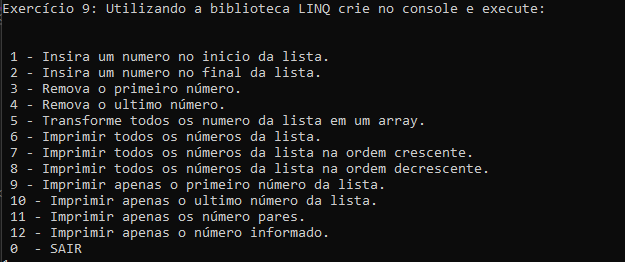 Exercício 9: Utilizando a biblioteca LINQ crie no console e execute:
1 - Insira um numero no inicio da lista.
2 - Insira um numero no final da lista.
3 - Remova o primeiro número.
4 - Remova o ultimo número.
5 - Transforme todos os numero da lista em um array.
6 - Imprimir todos os números da lista.
7 - Imprimir todos os números da lista na ordem crescente.
8 - Imprimir todos os números da lista na ordem decrescente.
9 - Imprimir apenas o primeiro número da lista.
10 - Imprimir apenas o ultimo número da lista.
11 - Imprimir apenas os número pares.
12 - Imprimir apenas o número informado.
0  - SAIR